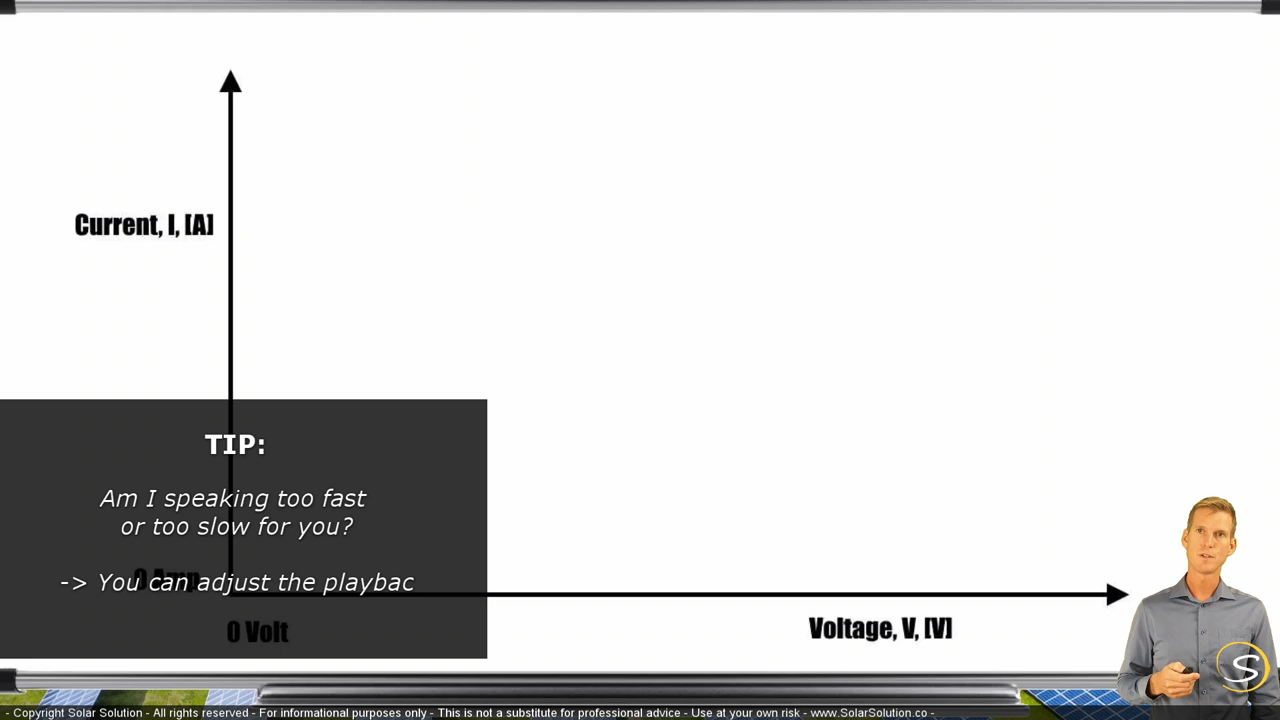 Current, I, [A]
TIP:
Am I speaking too fast
or too slow for you?
0 Amp
-> You can adjust the playbac
0 Volt
Voltage, V, [V]
S
- Copyright Solar Solution - All rights reserved - For informational purposes only - This is not a substitute for professional advice - Use at your own risk - www.SolarSolution.co -